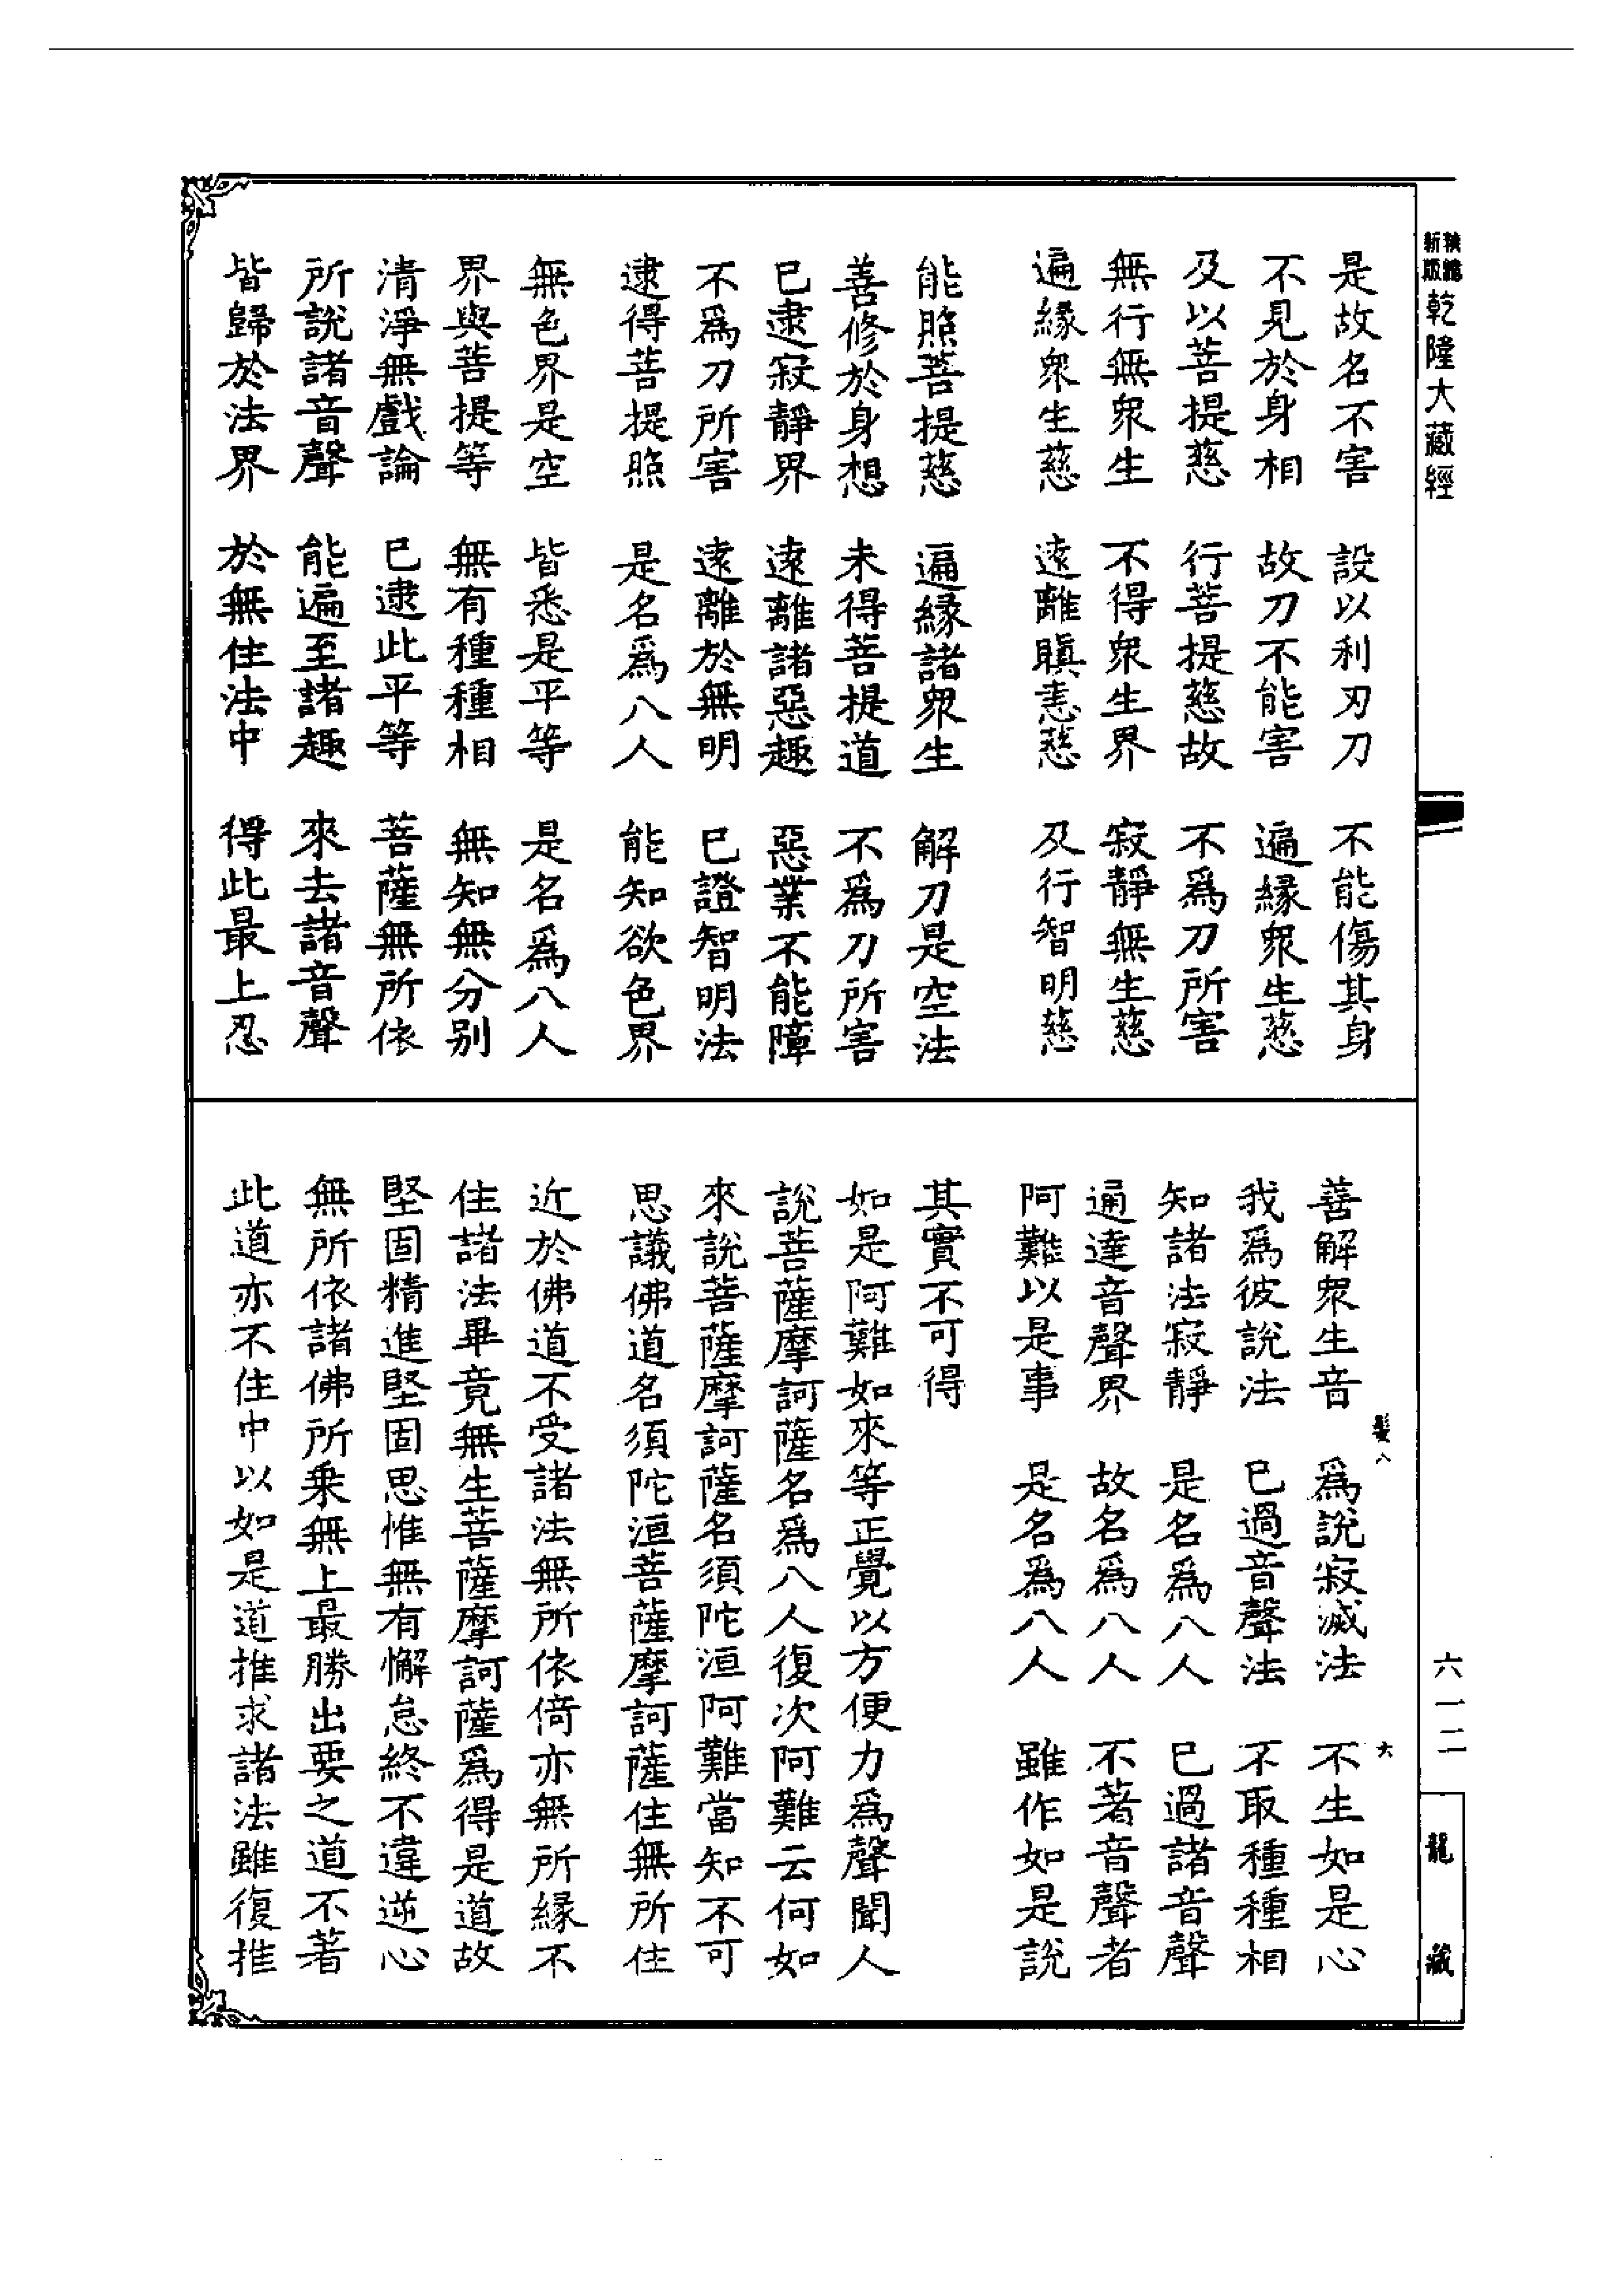 新版
乾隆大藏經
是故名不害　設以利刃刀　不能傷其身
不見於身相　故刀不能害　遍緣眾生慈
及以菩提慈　行菩提慈故　不為刀所害
無行無眾生　不得眾生界　寂靜無生慈
遍緣眾生慈　遠離瞋恚慈　及行智明慈
能照菩提慈　遍緣諸眾生　解刀是空法
善修於身想　未得菩提道　不為刀所害
已逮寂靜界　遠離諸惡趣　惡業不能障
不為刀所害　遠離於無明　已證智明法
逮得菩提照　是名為八人　能知欲色界
無色界是空　皆悉是平等　是名為八人
界與菩提等　無有種種相　無知無分別
清淨無戲論　已逮此平等　菩薩無所依
所說諸音聲　能遍至諸趣　來去諸音聲
皆歸於法界　於無住法中　得此最上忍
髮八　六
善解眾生音　為說寂滅法　不生如是心
我為彼說法　已過音聲法　不取種種相
知諸法寂靜　是名為八人　已過諸音聲
通達音聲界　故名為八人　不著音聲者
阿難以是事　是名為八人　雖作如是說
其實不可得
如是阿難如來等正覺以方便力為聲聞人
說菩薩摩訶薩名為八人復次阿難云何如
來說菩薩摩訶薩名須陀洹阿難當知不可
思議佛道名須陀洹菩薩摩訶薩住無所住
近於佛道不受諸法無所依倚亦無所緣不
住諸法畢竟無生菩薩摩訶薩為得是道故
堅固精進堅固思惟無有懈怠終不違逆心
無所依諸佛所乘無上最勝出要之道不著
此道亦不住中以如是道推求諸法雖復推
六一二
龍藏